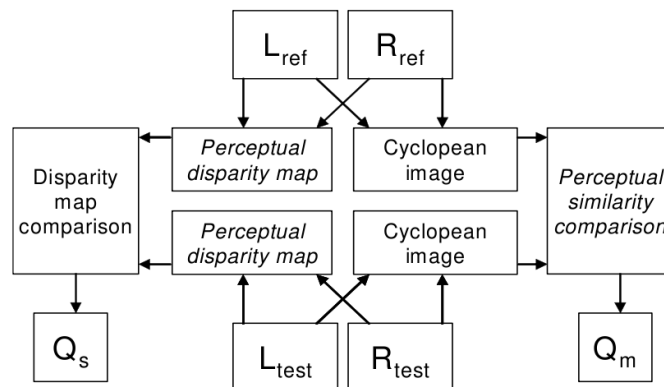 L_ref R_ref
Disparity
map
comparison
Perceptual
disparity map
Cyclopean
image
Perceptual
similarity
comparison
Perceptual
disparity map
Cyclopean
image
Q_s
L_test R_test
Q_m